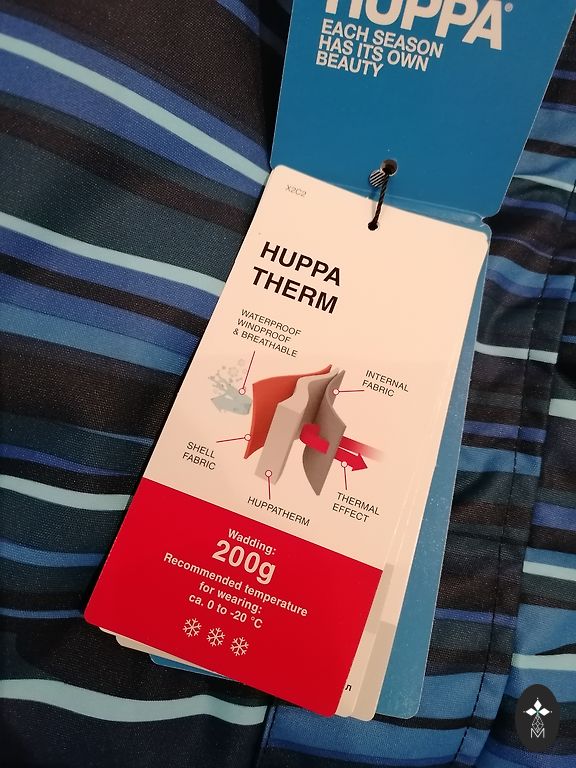 HUPPA®
EACH SEASON
HAS ITS OWN
BEAUTY
X2C2
HUPPA
THERM
WATERPROOF
WINDPROOF
& BREATHABLE
INTERNAL
FABRIC
SHELL
FABRIC
HUPPATHERM
THERMAL
EFFECT
Wadding:
200g
Recommended temperature
for wearing:
ca. 0 to -20 °C